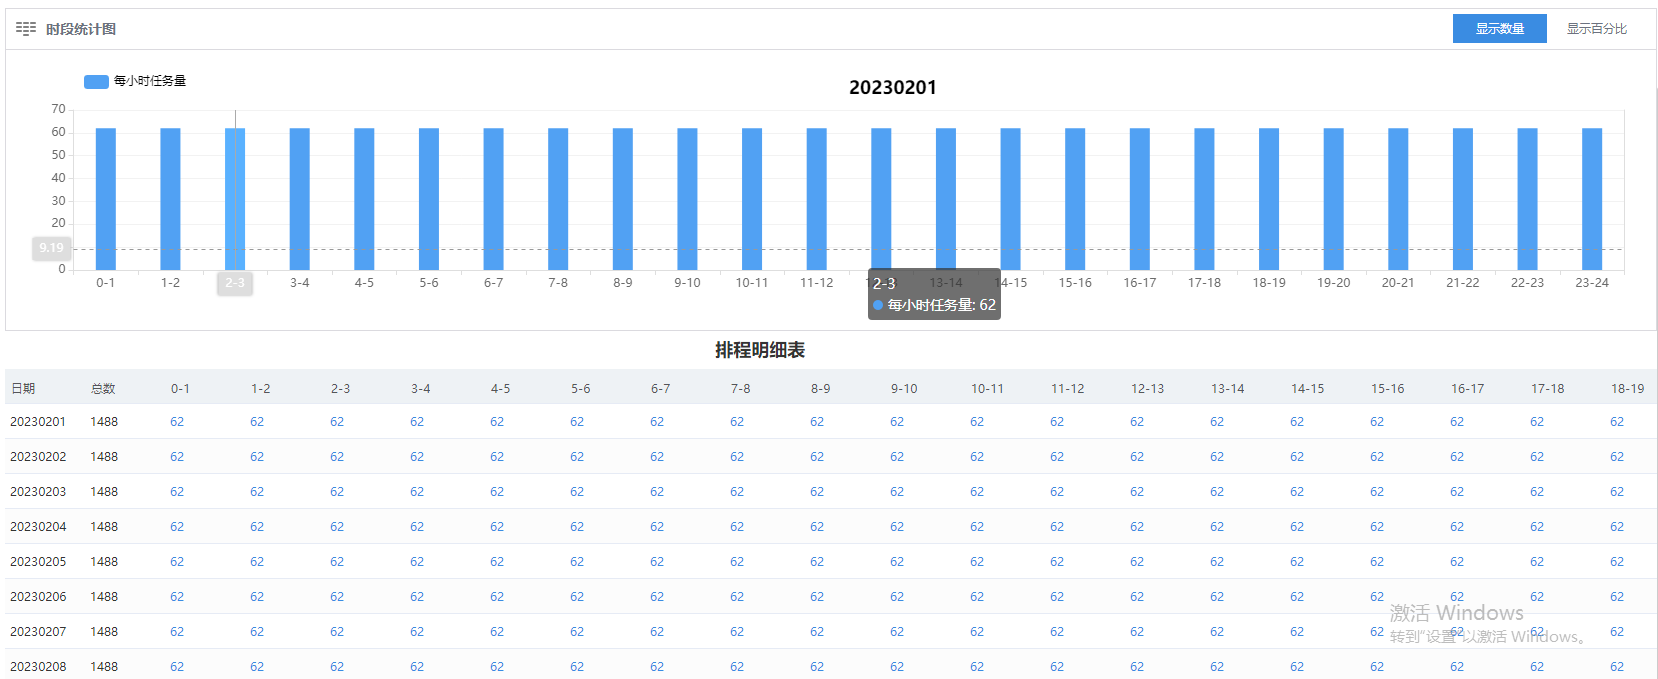 时段统计图 显示数量 显示百分比
每小时任务量
20230201
70
60
50
40
30
20
9.19
0
0-1 1-2 2-3 3-4 4-5 5-6 6-7 7-8 8-9 9-10 10-11 11-12 13-14 14-15 15-16 16-17 17-18 18-19 19-20 20-21 21-22 22-23 23-24
2-3
每小时任务量: 62
排程明细表
日期 总数 0-1 1-2 2-3 3-4 4-5 5-6 6-7 7-8 8-9 9-10 10-11 11-12 12-13 13-14 14-15 15-16 16-17 17-18 18-19
20230201 1488 62 62 62 62 62 62 62 62 62 62 62 62 62 62 62 62 62 62 62
20230202 1488 62 62 62 62 62 62 62 62 62 62 62 62 62 62 62 62 62 62 62
20230203 1488 62 62 62 62 62 62 62 62 62 62 62 62 62 62 62 62 62 62 62
20230204 1488 62 62 62 62 62 62 62 62 62 62 62 62 62 62 62 62 62 62 62
20230205 1488 62 62 62 62 62 62 62 62 62 62 62 62 62 62 62 62 62 62 62
20230206 1488 62 62 62 62 62 62 62 62 62 62 62 62 62 62 62 62 62 62 62
激活 Windows
20230207 1488 62 62 62 62 62 62 62 62 62 62 62 62 62 62 62 62 62 62 62
转到“设置”以激活 Windows。
20230208 1488 62 62 62 62 62 62 62 62 62 62 62 62 62 62 62 62 62 62 62